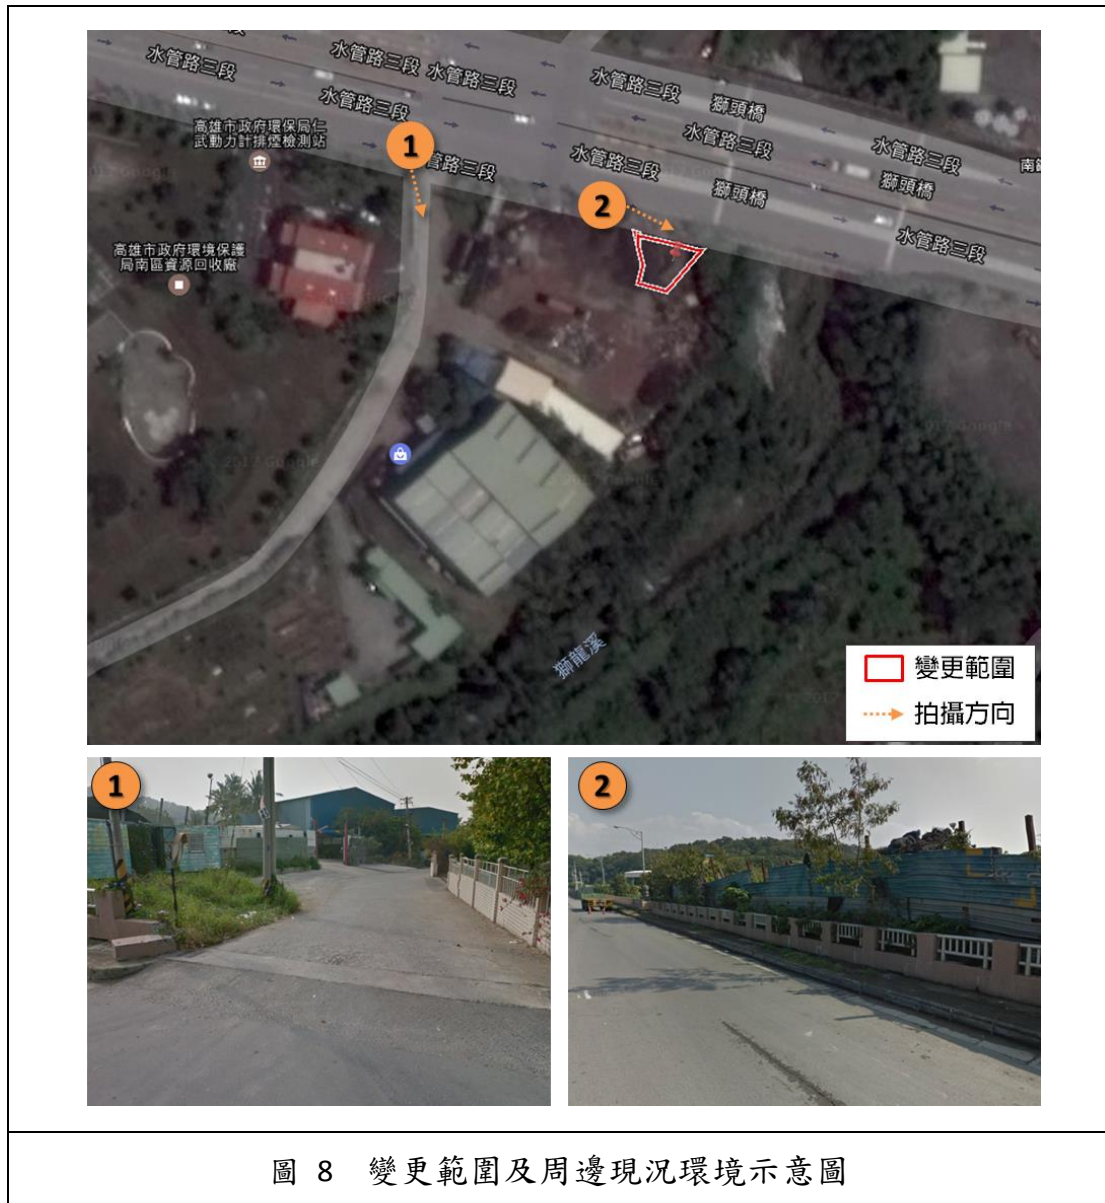 水管路三段
水管路三段
水管路三段
水管路三段
水管路三段
獅頭橋
高雄市政府環保局仁
武動力計排煙檢測站
1
水管路三段
水管路三段
水管路三段
水管路三段
獅頭橋
獅頭橋
2
水管路三段
高雄市政府環境保護
局南區資源回收廠
獅龍溪
變更範圍
拍攝方向
1
2
圖 8 變更範圍及周邊現況環境示意圖